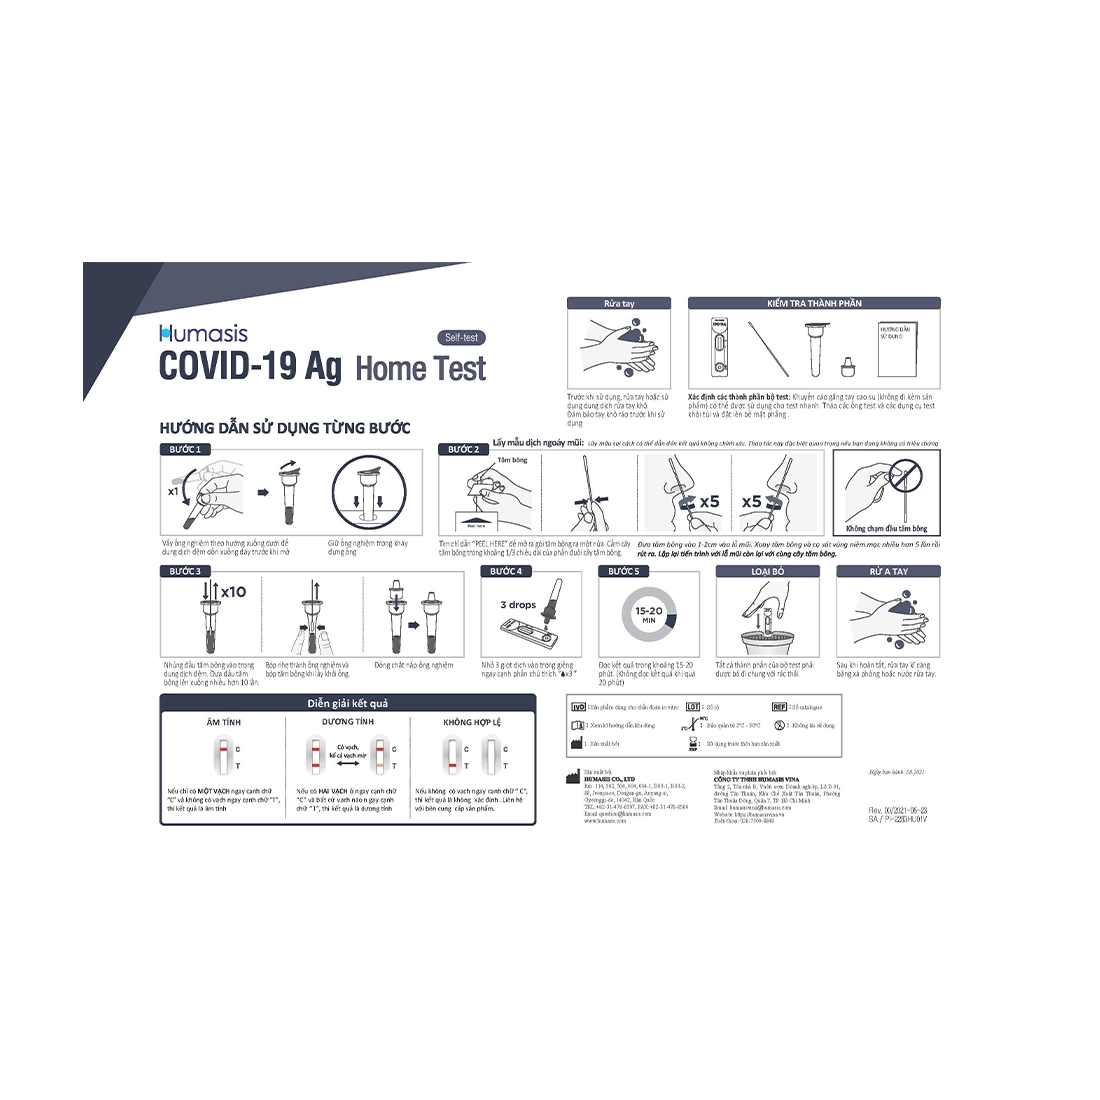 Humasis
Self-test
COVID-19 Ag Home Test
Rửa tay
Trước khi sử dụng, rửa tay hoặc sử
dụng dung dịch rửa tay khô.
Đảm bảo tay khô ráo trước khi sử
dụng
KIỂM TRA THÀNH PHẦN
HƯỚNG DẪN
SỬ DỤNG
Xác định các thành phần bộ test: Khuyến cáo găng tay cao su (không đi kèm sản
phẩm) có thể được sử dụng cho test nhanh. Tháo các ống test và các dụng cụ test
khỏi túi và đặt lên bề mặt phẳng.
HƯỚNG DẪN SỬ DỤNG TỪNG BƯỚC
BƯỚC 1
x1
Vẩy ống nghiệm theo hướng xuống dưới để
dung dịch đệm dồn xuống đáy trước khi mở
Giữ ống nghiệm trong khay
dựng ống
BƯỚC 2
Lấy mẫu dịch ngoáy mũi: Lấy mẫu sai cách có thể dẫn đến kết quả không chính xác. Thao tác này đặc biệt quan trọng nếu bạn đang không có triệu chứng
Tăm bông
Peel Here
x5
x5
Không chạm đầu tăm bông
Tìm chỉ dẫn "PEEL HERE" để mở ra gói tăm bông ra một nửa. Cầm cây
tăm bông trong khoảng 1/3 chiều dài của phần đuôi cây tăm bông.
Đưa tăm bông vào 1-2cm vào lỗ mũi. Xoay tăm bông và cọ sát vùng niêm mạc nhiều hơn 5 lần rồi
rút ra. Lặp lại tiến trình với lỗ mũi còn lại với cùng cây tăm bông.
BƯỚC 3
x10
Nhúng đầu tăm bông vào trong
dung dịch đệm. Đưa đầu tăm
bông lên xuống nhiều hơn 10 lần.
Bóp nhẹ thành ống nghiệm và
bóp tăm bông khi lấy khỏi ống.
Đóng chặt nắp ống nghiệm
BƯỚC 4
3 drops
Nhỏ 3 giọt dịch vào trong giếng
ngay cạnh phần chú thích " x3 "
BƯỚC 5
15-20
MIN
Đọc kết quả trong khoảng 15-20
phút. (Không đọc kết quả khi quá
20 phút)
LOẠI BỎ
Tất cả thành phần của bộ test phải
được bỏ đi chung với rác thải.
RỬA TAY
Sau khi hoàn tất, rửa tay kĩ càng
bằng xà phòng hoặc nước rửa tay.
Diễn giải kết quả
ÂM TÍNH
C
T
Nếu chỉ có MỘT VẠCH ngay cạnh chữ
"C" và không có vạch ngay cạnh chữ "T",
thì kết quả là âm tính
DƯƠNG TÍNH
Có vạch,
kể cả vạch mờ
C
T
Nếu có HAI VẠCH ở ngay cạnh chữ
"C" và bất cứ vạch nào ngay cạnh
chữ "T", thì kết quả là dương tính
KHÔNG HỢP LỆ
C
T
C
T
Nếu không có vạch ngay cạnh chữ "C",
thì kết quả là không xác định. Liên hệ
với bên cung cấp sản phẩm.
IVD : Sản phẩm dùng cho chẩn đoán in vitro
LOT : Số lô
REF : Số catalogue
: Xem kĩ hướng dẫn khi dùng
30°C
: Bảo quản từ 2°C - 30°C
: Không tái sử dụng
: Sản xuất bởi
EXP
: Sử dụng trước thời hạn sản xuất
Sản xuất bởi:
HUMASIS CO., LTD
www.humasis.com
Nhập khẩu và phân phối bởi:
CÔNG TY TNHH HUMASIS VINA
Ngày ban hành: 08.2021
Rev. 00/2021-08-23